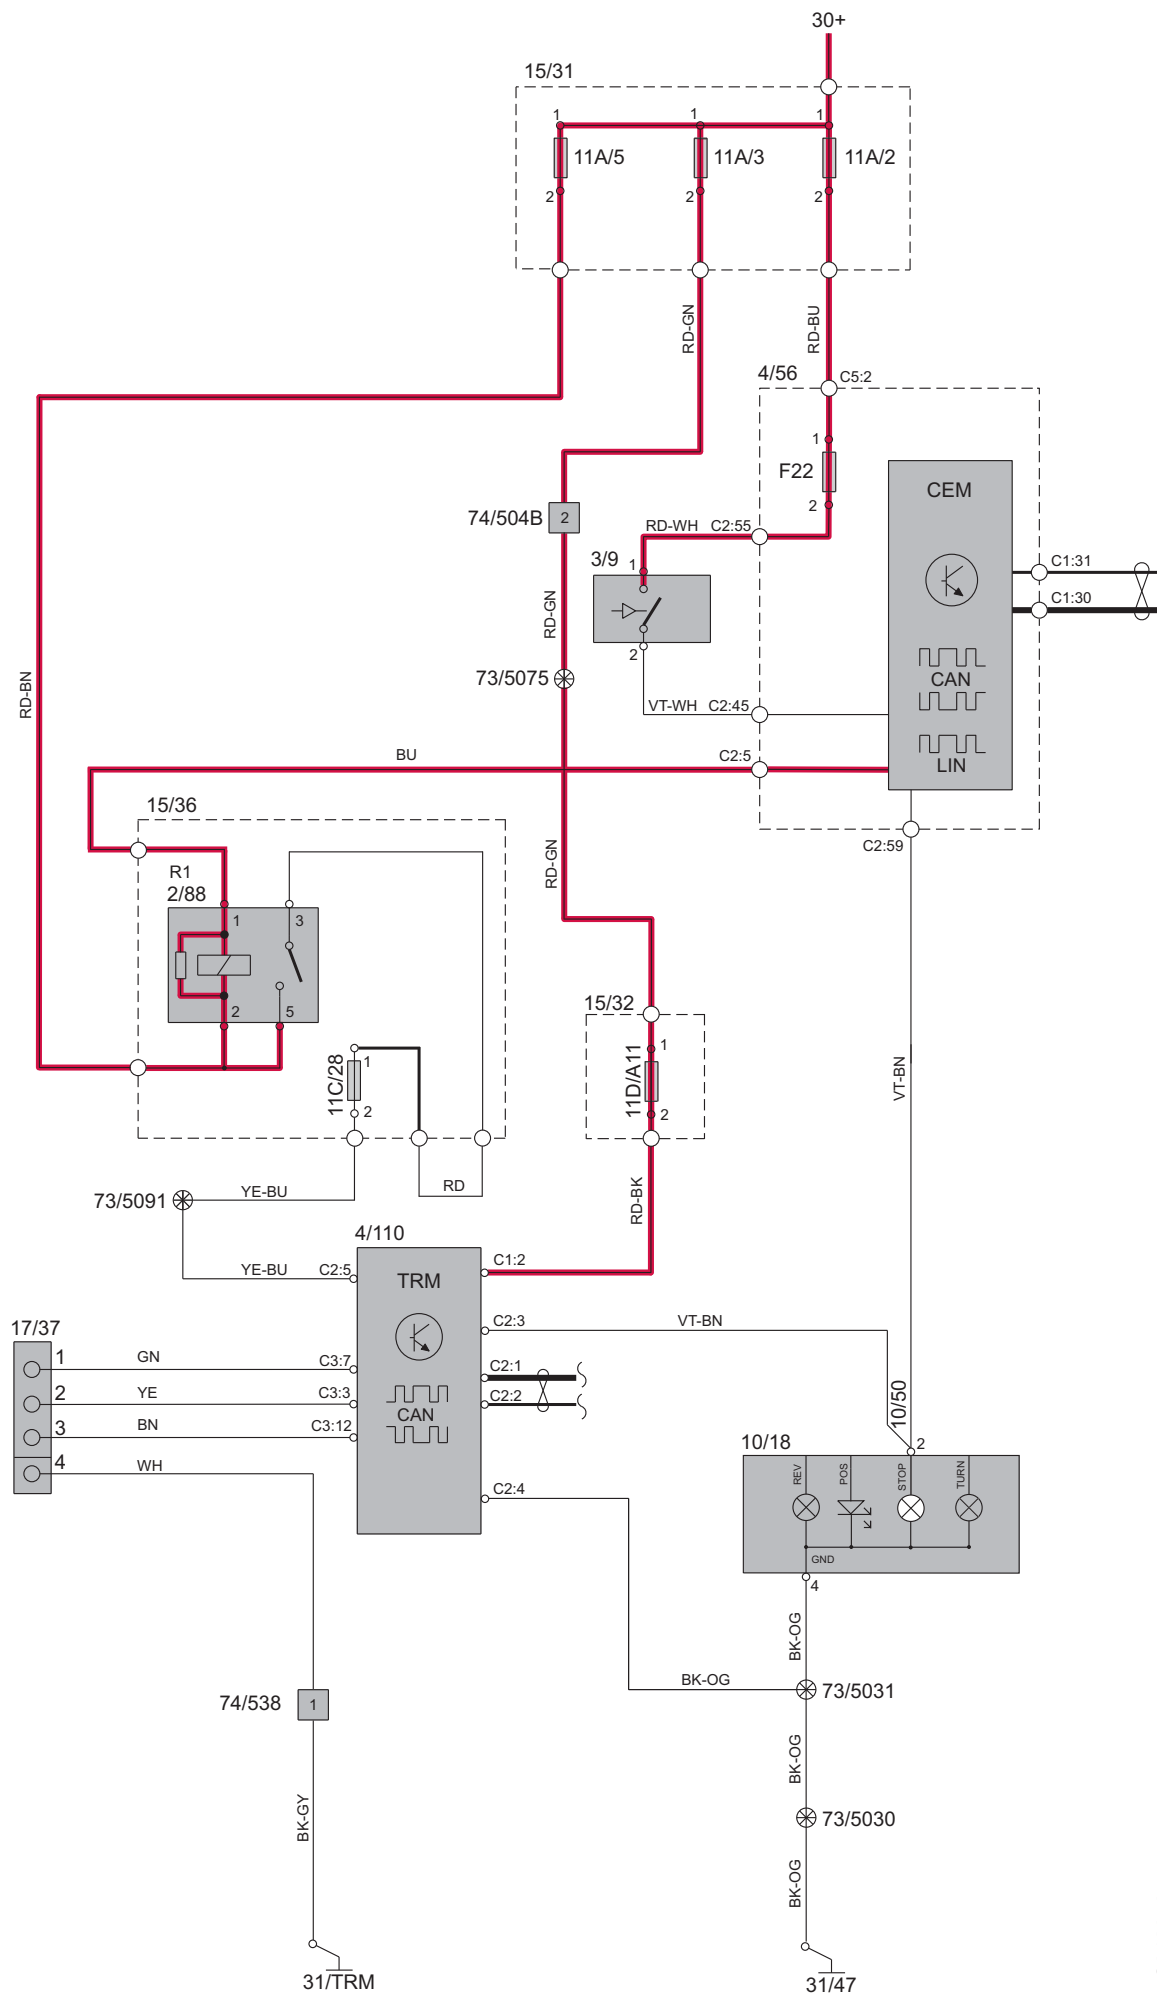 30+
15/31
1 1 1
11A/5 11A/3 11A/2
2 2 2
RD-GN RD-BU
4/56 C5:2
1
F22
2
CEM
74/504B 2
RD-WH C2:55
3/9 1
C1:31
C1:30
RD-GN
2
CAN
73/5075
RD-BN
VT-WH C2:45
BU C2:5
LIN
15/36
C2:59
RD-GN
R1
2/88
1 3
2 5
15/32
11C/28 1
2
11D/A11 1
2
VT-BN
RD
73/5091 YE-BU
RD-BK
4/110
YE-BU C2:5
TRM
C1:2
17/37
C2:3 VT-BN
1 GN C3:7
C2:1
2 YE C3:3
C2:2
CAN
3 BN C3:12
10/50
10/18 2
4 WH
REV POS STOP TURN
C2:4
GND
4
BK-OG
74/538 1
BK-OG 73/5031
BK-OG
BK-GY
73/5030
BK-OG
31/TRM 31/47